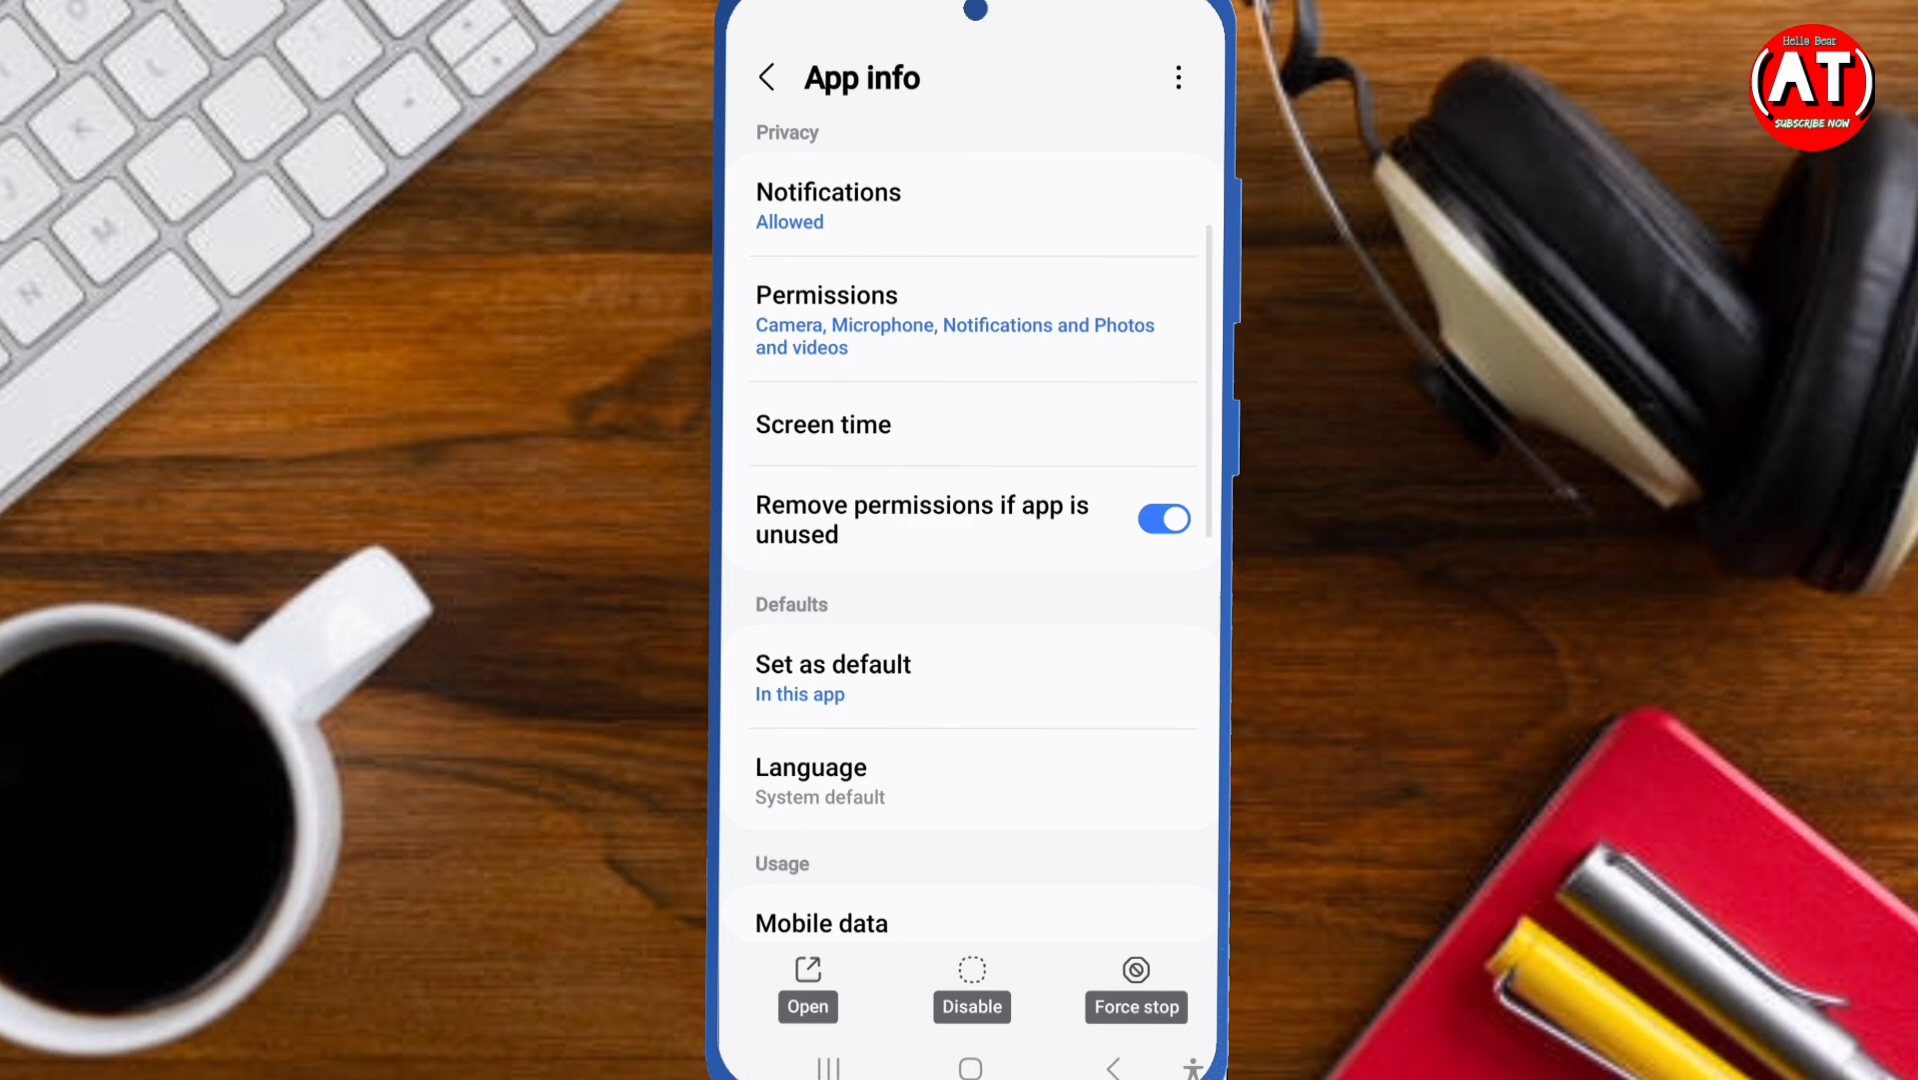 Hello Bear
(AT)
SUBSCRIBE NOW
App info
Privacy
Notifications
Allowed
Permissions
Camera, Microphone, Notifications and Photos
and videos
Screen time
Remove permissions if app is
unused
Defaults
Set as default
In this app
Language
System default
Usage
Mobile data
Open
Disable
Force stop
K
J
M
N